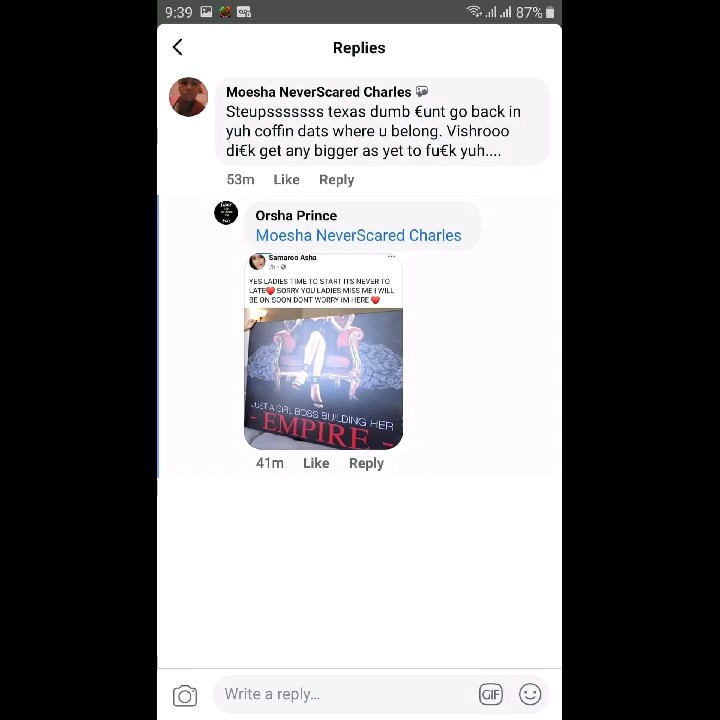 9:39
87%
Replies
Moesha NeverScared Charles
Steupsssssss texas dumb €unt go back in
yuh coffin dats where u belong. Vishrooo
di€k get any bigger as yet to fu€k yuh....
53m Like Reply
Orsha Prince
Moesha NeverScared Charles
Samaroo Asha
7h
YES LADIES TIME TO START ITS NEVER TO
LATE❤️ SORRY YOU LADIES MISS ME I WILL
BE ON SOON DONT WORRY IM HERE ❤️
JUST A GIRL BOSS BUILDING HER
- EMPIRE -
41m Like Reply
Write a reply...
GIF